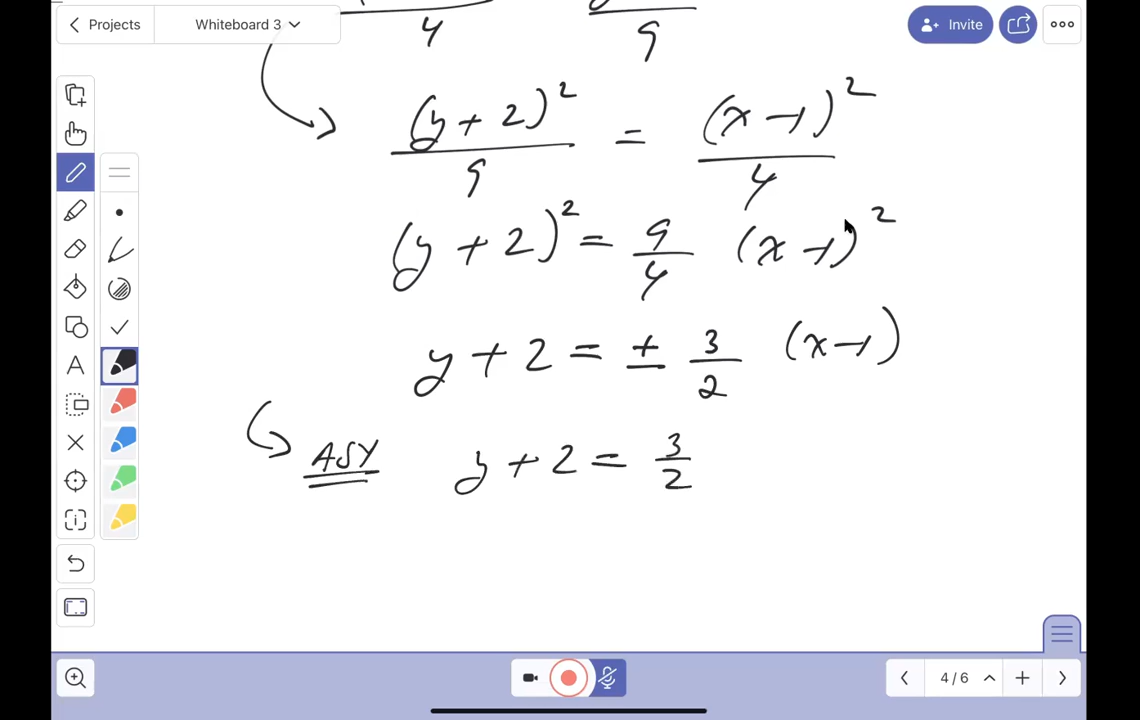 Projects Whiteboard 3 Invite
4 9
(y + 2)² / 9 = (x - 1)² / 4
(y + 2)² = 9/4 (x - 1)²
y + 2 = ± 3/2 (x - 1)
ASY y + 2 = 3/2
A
4 / 6